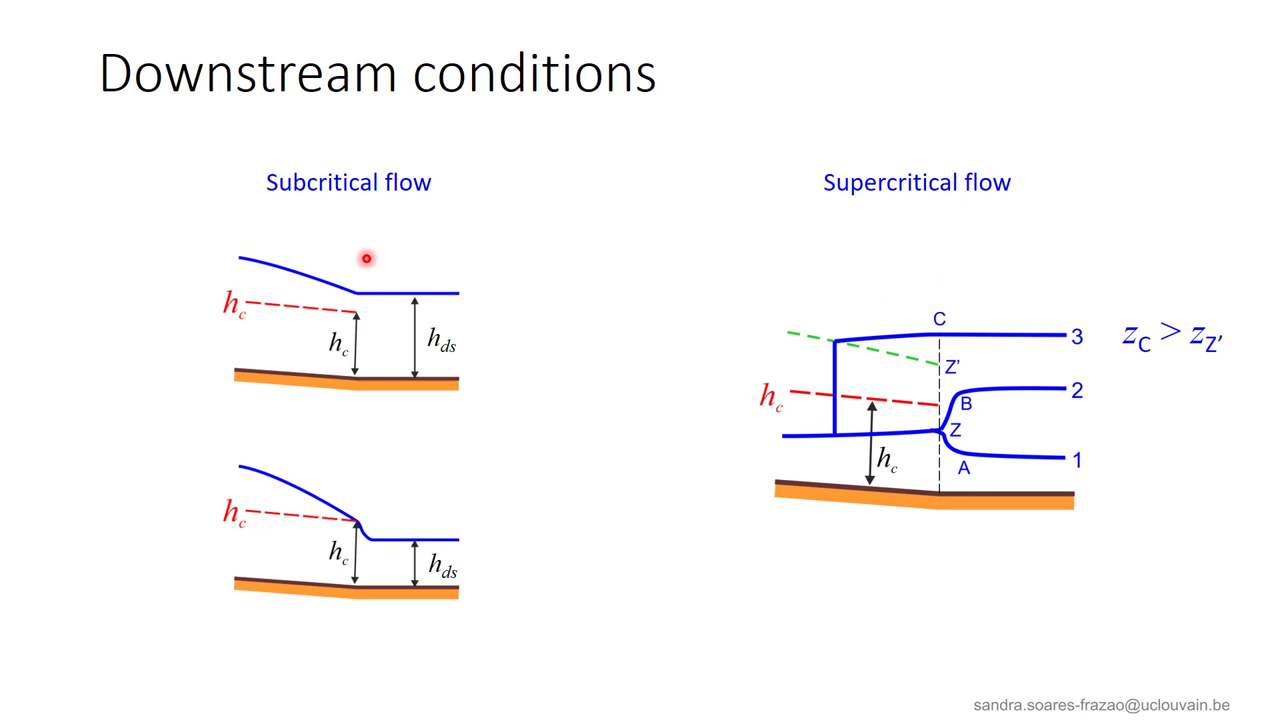 Downstream conditions
Subcritical flow
h_c
h_c
h_ds
h_c
h_c
h_ds
Supercritical flow
C
3
z_C > z_Z’
Z’
2
h_c
B
Z
h_c
A
1
sandra.soares-frazao@uclouvain.be